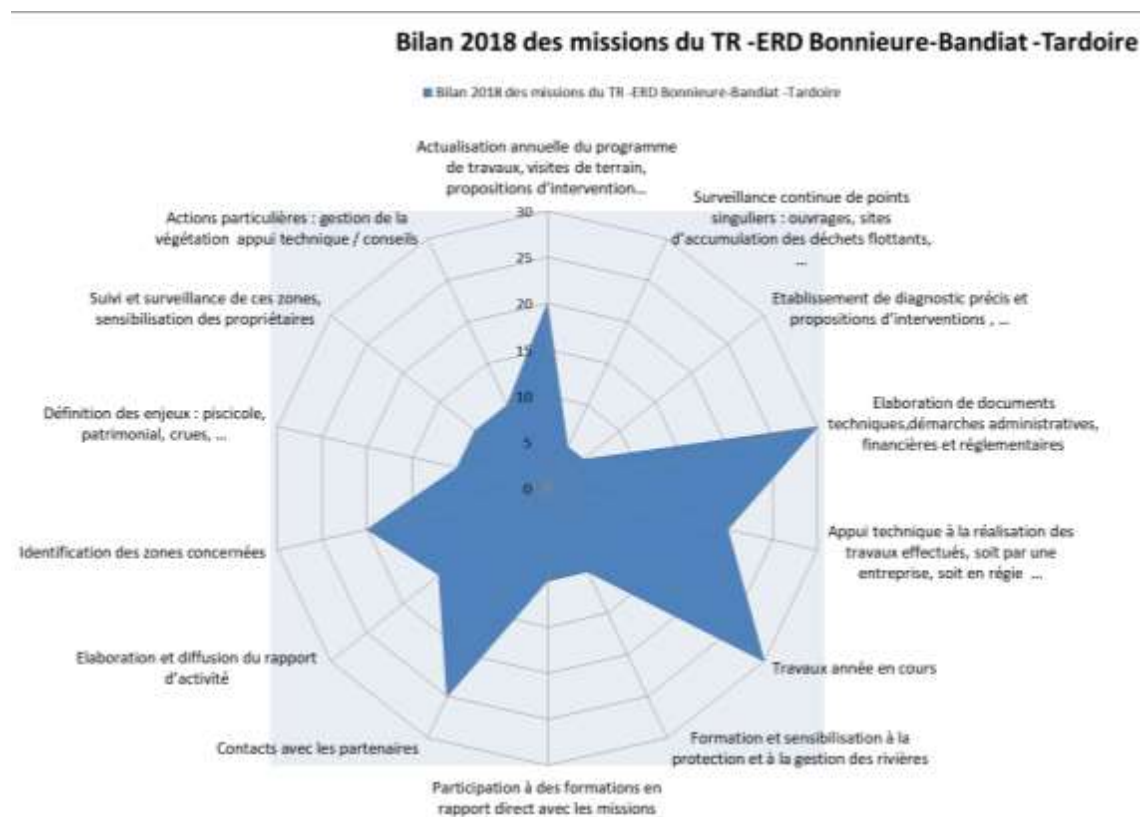 Bilan 2018 des missions du TR -ERD Bonnieure-Bandiat -Tardoire
Bilan 2018 des missions du TR -ERD Bonnieure-Bandiat -Tardoire
Actualisation annuelle du programme
de travaux, visites de terrain,
propositions d'intervention...
Surveillance continue de points
singuliers : ouvrages, sites
d'accumulation des déchets flottants,
...
Etablissement de diagnostic précis et
propositions d'interventions , ...
Elaboration de documents
techniques,démarches administratives,
financières et réglementaires
Appui technique à la réalisation des
travaux effectués, soit par une
entreprise, soit en régie ...
Travaux année en cours
Formation et sensibilisation à la
protection et à la gestion des rivières
Participation à des formations en
rapport direct avec les missions
Contacts avec les partenaires
Elaboration et diffusion du rapport
d'activité
Identification des zones concernées
Définition des enjeux : piscicole,
patrimonial, crues, ...
Suivi et surveillance de ces zones,
sensibilisation des propriétaires
Actions particulières : gestion de la
végétation appui technique / conseils
30
25
20
15
10
5
0